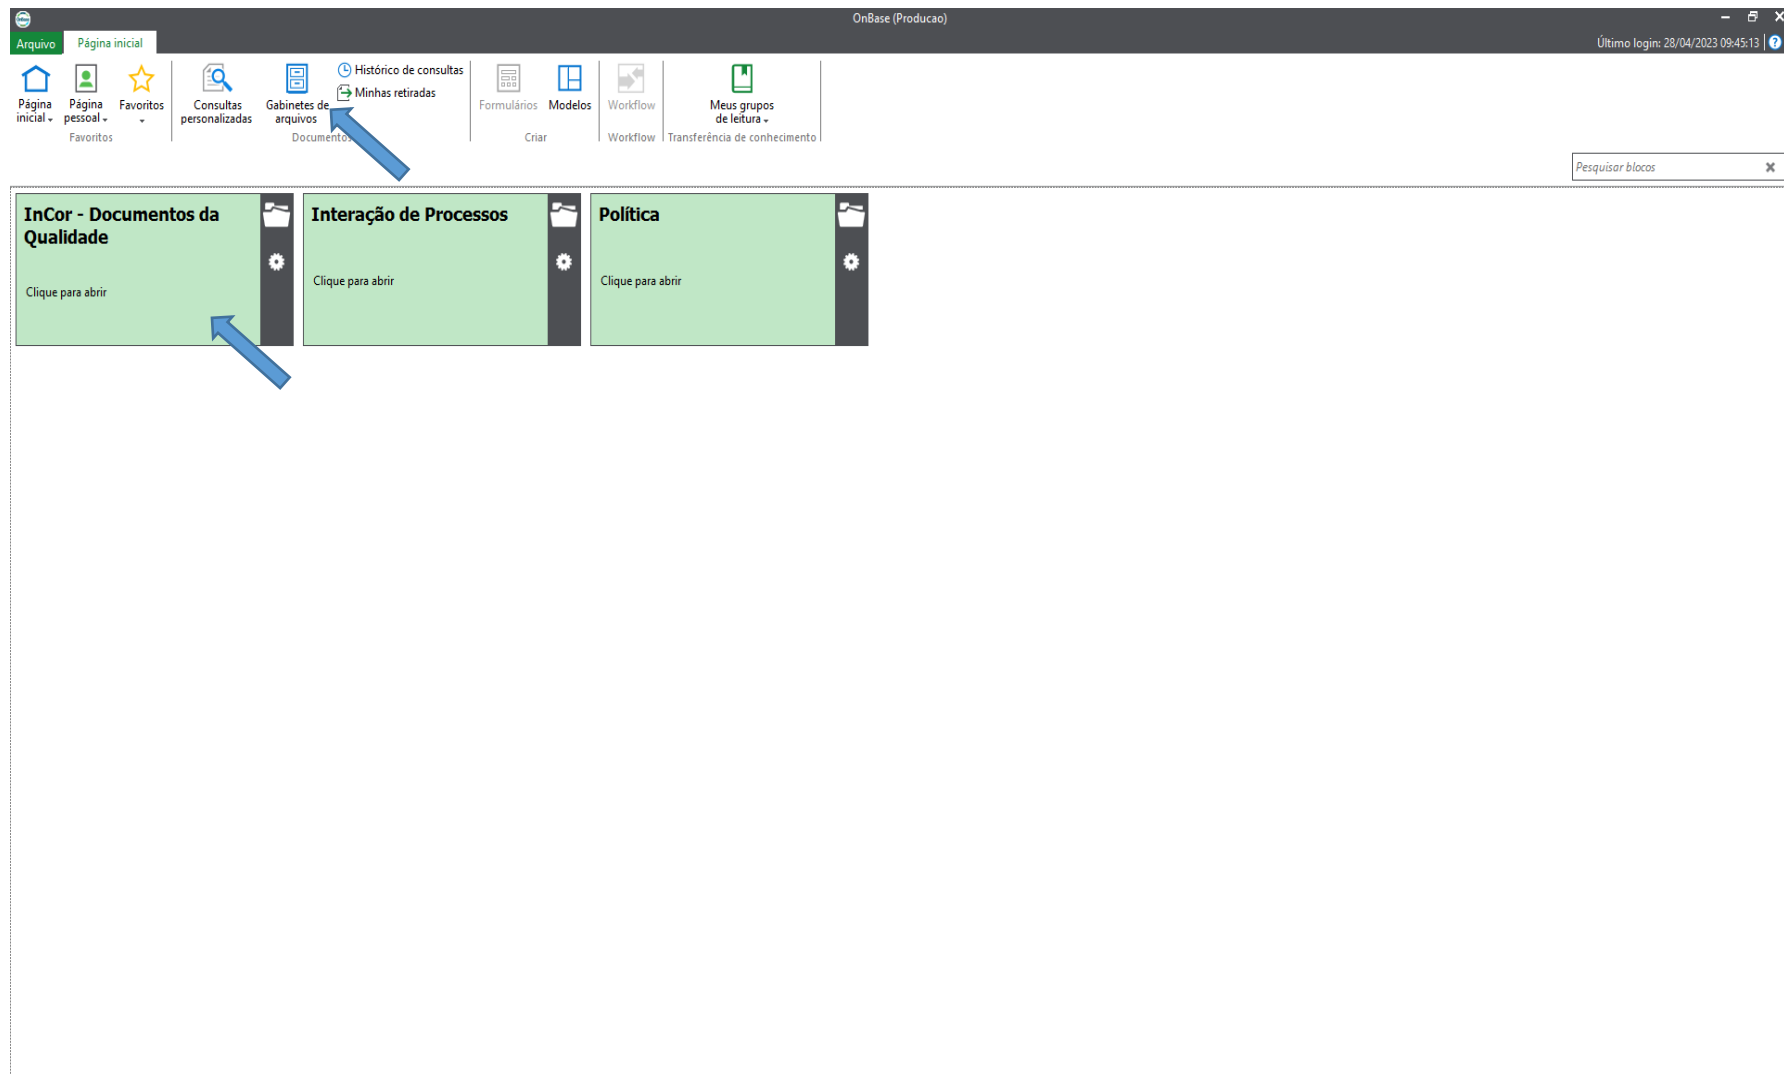 OnBase (Producao)
Arquivo
Página inicial
Último login: 28/04/2023 09:45:13
Página inicial
Página pessoal
Favoritos
Favoritos
Consultas personalizadas
Gabinetes de arquivos
Histórico de consultas
Minhas retiradas
Documentos
Formulários
Modelos
Criar
Workflow
Workflow
Meus grupos de leitura
Transferência de conhecimento
Pesquisar blocos
InCor - Documentos da
Qualidade
Clique para abrir
Interação de Processos
Clique para abrir
Política
Clique para abrir